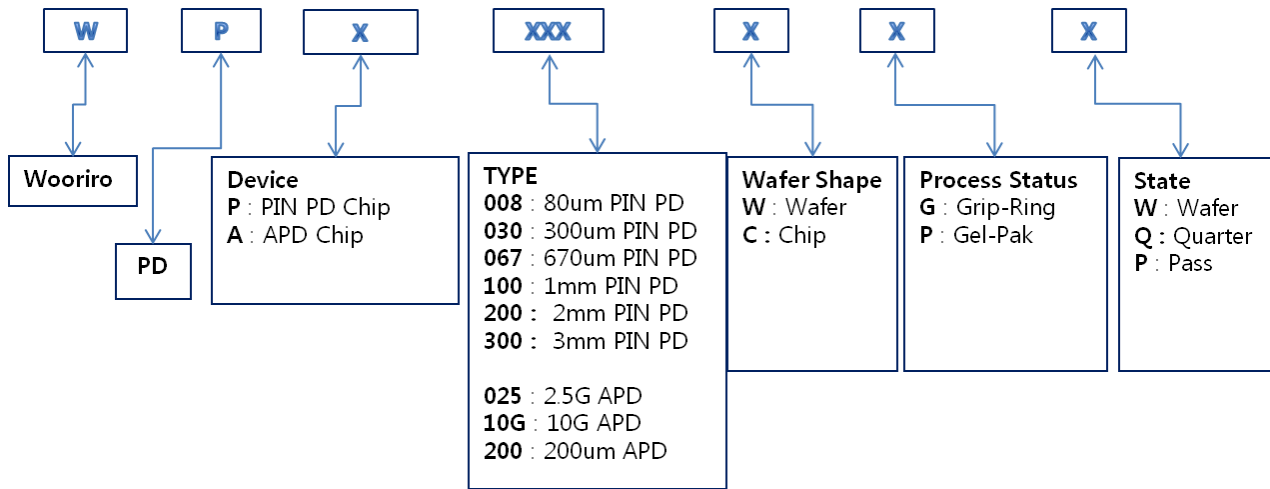 W P X XXX X X X
Wooriro
PD
Device
P : PIN PD Chip
A : APD Chip
TYPE
008 : 80um PIN PD
030 : 300um PIN PD
067 : 670um PIN PD
100 : 1mm PIN PD
200 : 2mm PIN PD
300 : 3mm PIN PD
025 : 2.5G APD
10G : 10G APD
200 : 200um APD
Wafer Shape
W : Wafer
C : Chip
Process Status
G : Grip-Ring
P : Gel-Pak
State
W : Wafer
Q : Quarter
P : Pass